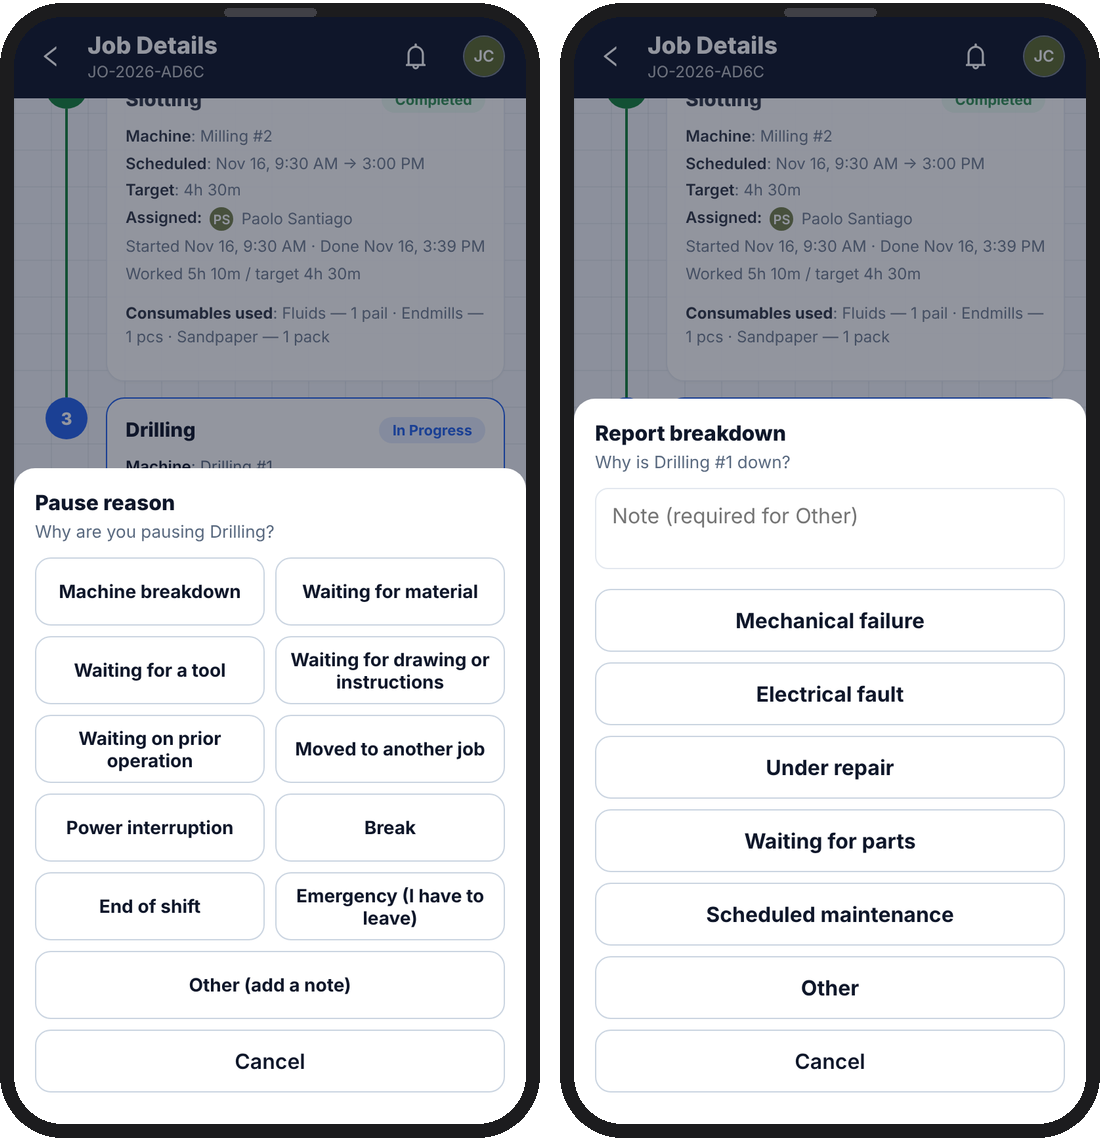 Job Details
JO-2026-AD6C
JC
Slotting
Completed
Machine: Milling #2
Scheduled: Nov 16, 9:30 AM → 3:00 PM
Target: 4h 30m
Assigned: PS Paolo Santiago
Started Nov 16, 9:30 AM · Done Nov 16, 3:39 PM
Worked 5h 10m / target 4h 30m
Consumables used: Fluids — 1 pail · Endmills —
1 pcs · Sandpaper — 1 pack
3
Drilling
In Progress
Machine: Drilling #1
Pause reason
Why are you pausing Drilling?
Machine breakdown
Waiting for material
Waiting for a tool
Waiting for drawing or
instructions
Waiting on prior
operation
Moved to another job
Power interruption
Break
End of shift
Emergency (I have to
leave)
Other (add a note)
Cancel
Job Details
JO-2026-AD6C
JC
Slotting
Completed
Machine: Milling #2
Scheduled: Nov 16, 9:30 AM → 3:00 PM
Target: 4h 30m
Assigned: PS Paolo Santiago
Started Nov 16, 9:30 AM · Done Nov 16, 3:39 PM
Worked 5h 10m / target 4h 30m
Consumables used: Fluids — 1 pail · Endmills —
1 pcs · Sandpaper — 1 pack
Report breakdown
Why is Drilling #1 down?
Note (required for Other)
Mechanical failure
Electrical fault
Under repair
Waiting for parts
Scheduled maintenance
Other
Cancel